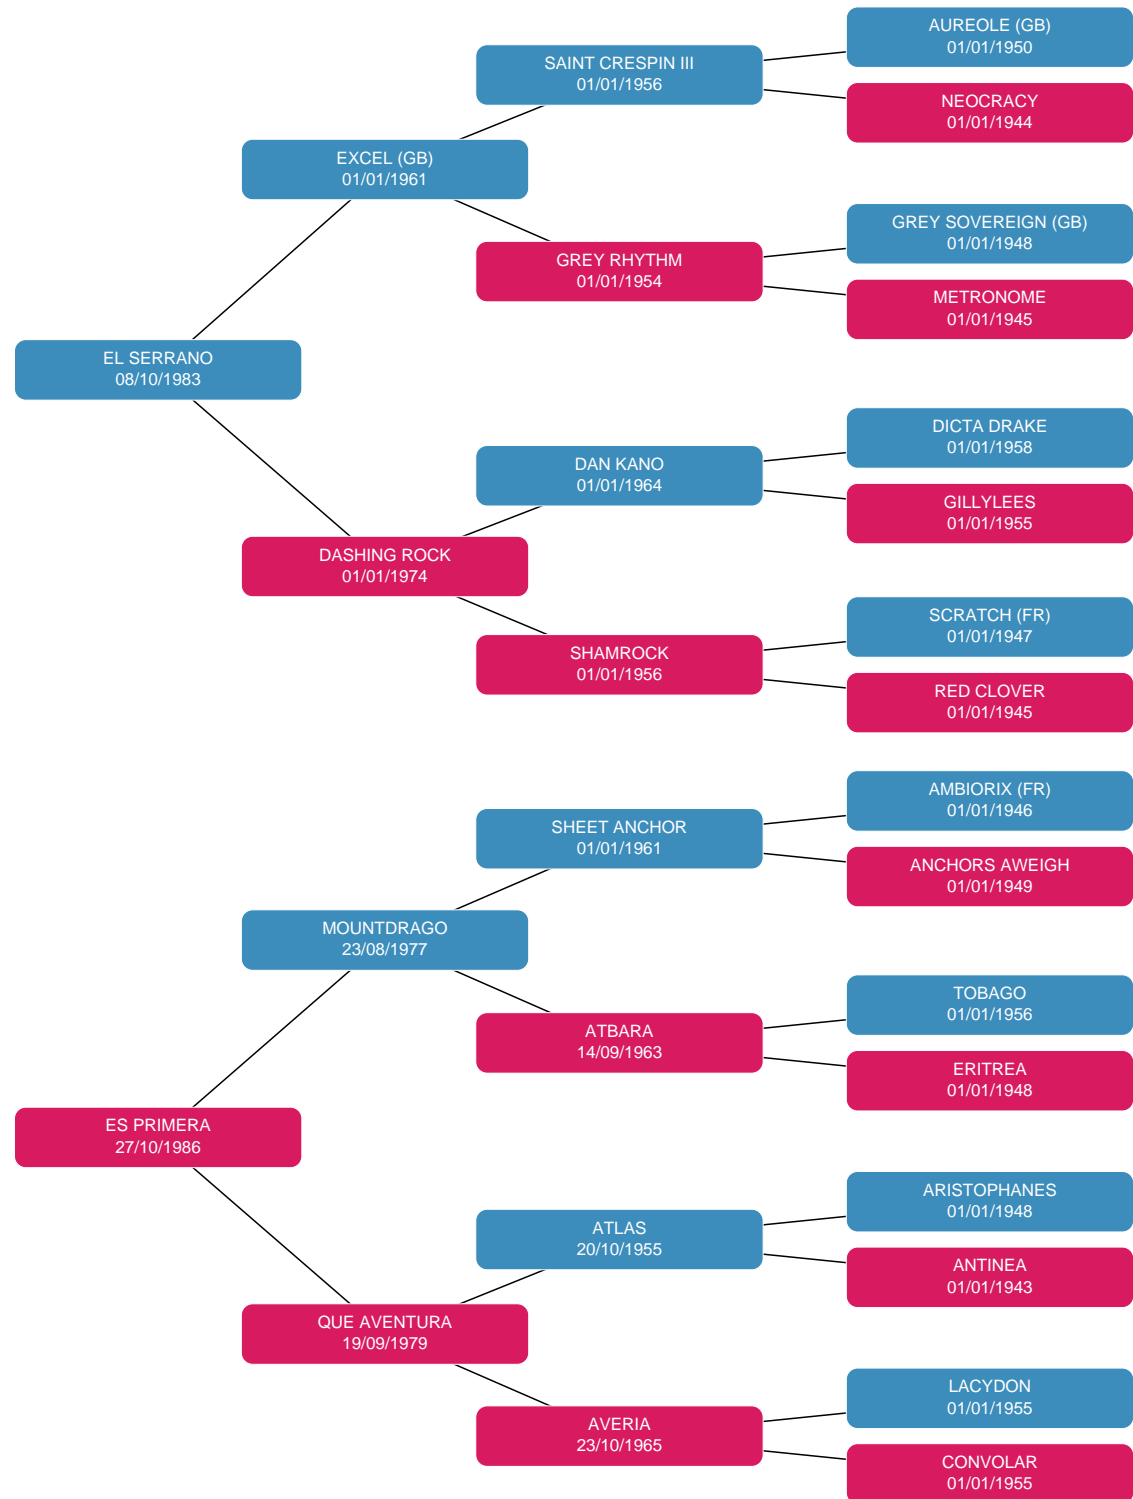 AUREOLE (GB)
01/01/1950
SAINT CRESPIN III
01/01/1956
NEOCRACY
01/01/1944
EXCEL (GB)
01/01/1961
GREY SOVEREIGN (GB)
01/01/1948
GREY RHYTHM
01/01/1954
METRONOME
01/01/1945
EL SERRANO
08/10/1983
DICTA DRAKE
01/01/1958
DAN KANO
01/01/1964
GILLYLEES
01/01/1955
DASHING ROCK
01/01/1974
SCRATCH (FR)
01/01/1947
SHAMROCK
01/01/1956
RED CLOVER
01/01/1945
AMBIORIX (FR)
01/01/1946
SHEET ANCHOR
01/01/1961
ANCHORS AWEIGH
01/01/1949
MOUNTDRAGO
23/08/1977
TOBAGO
01/01/1956
ATBARA
14/09/1963
ERITREA
01/01/1948
ES PRIMERA
27/10/1986
ARISTOPHANES
01/01/1948
ATLAS
20/10/1955
ANTINEA
01/01/1943
QUE AVENTURA
19/09/1979
LACYDON
01/01/1955
AVERIA
23/10/1965
CONVOLAR
01/01/1955